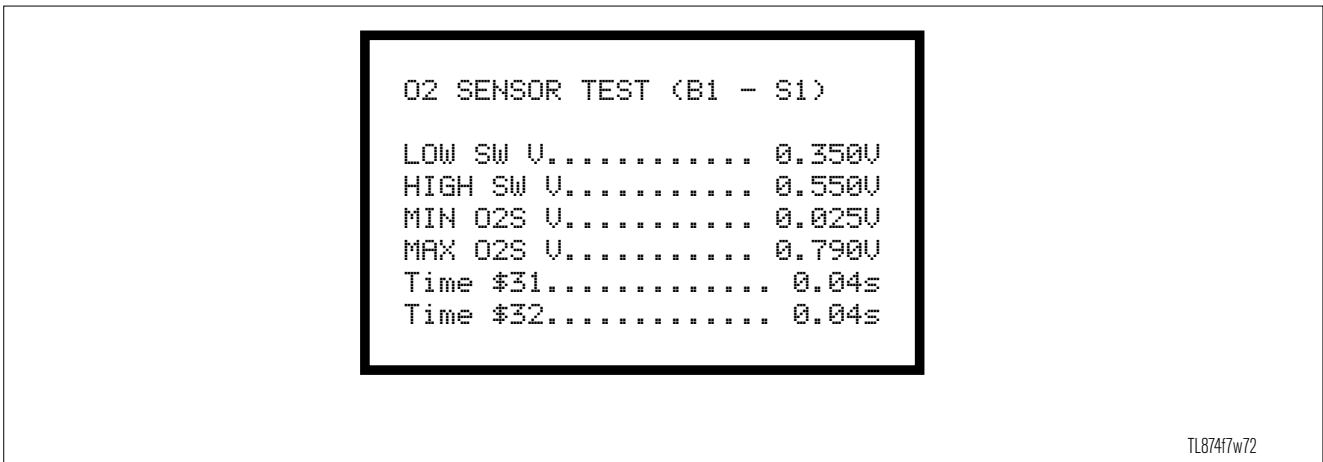 O2 SENSOR TEST (B1 - S1)
LOW SW V............ 0.350V
HIGH SW V........... 0.550V
MIN O2S V........... 0.025V
MAX O2S V........... 0.790V
Time $31............. 0.04s
Time $32............. 0.04s
TL874f7w72